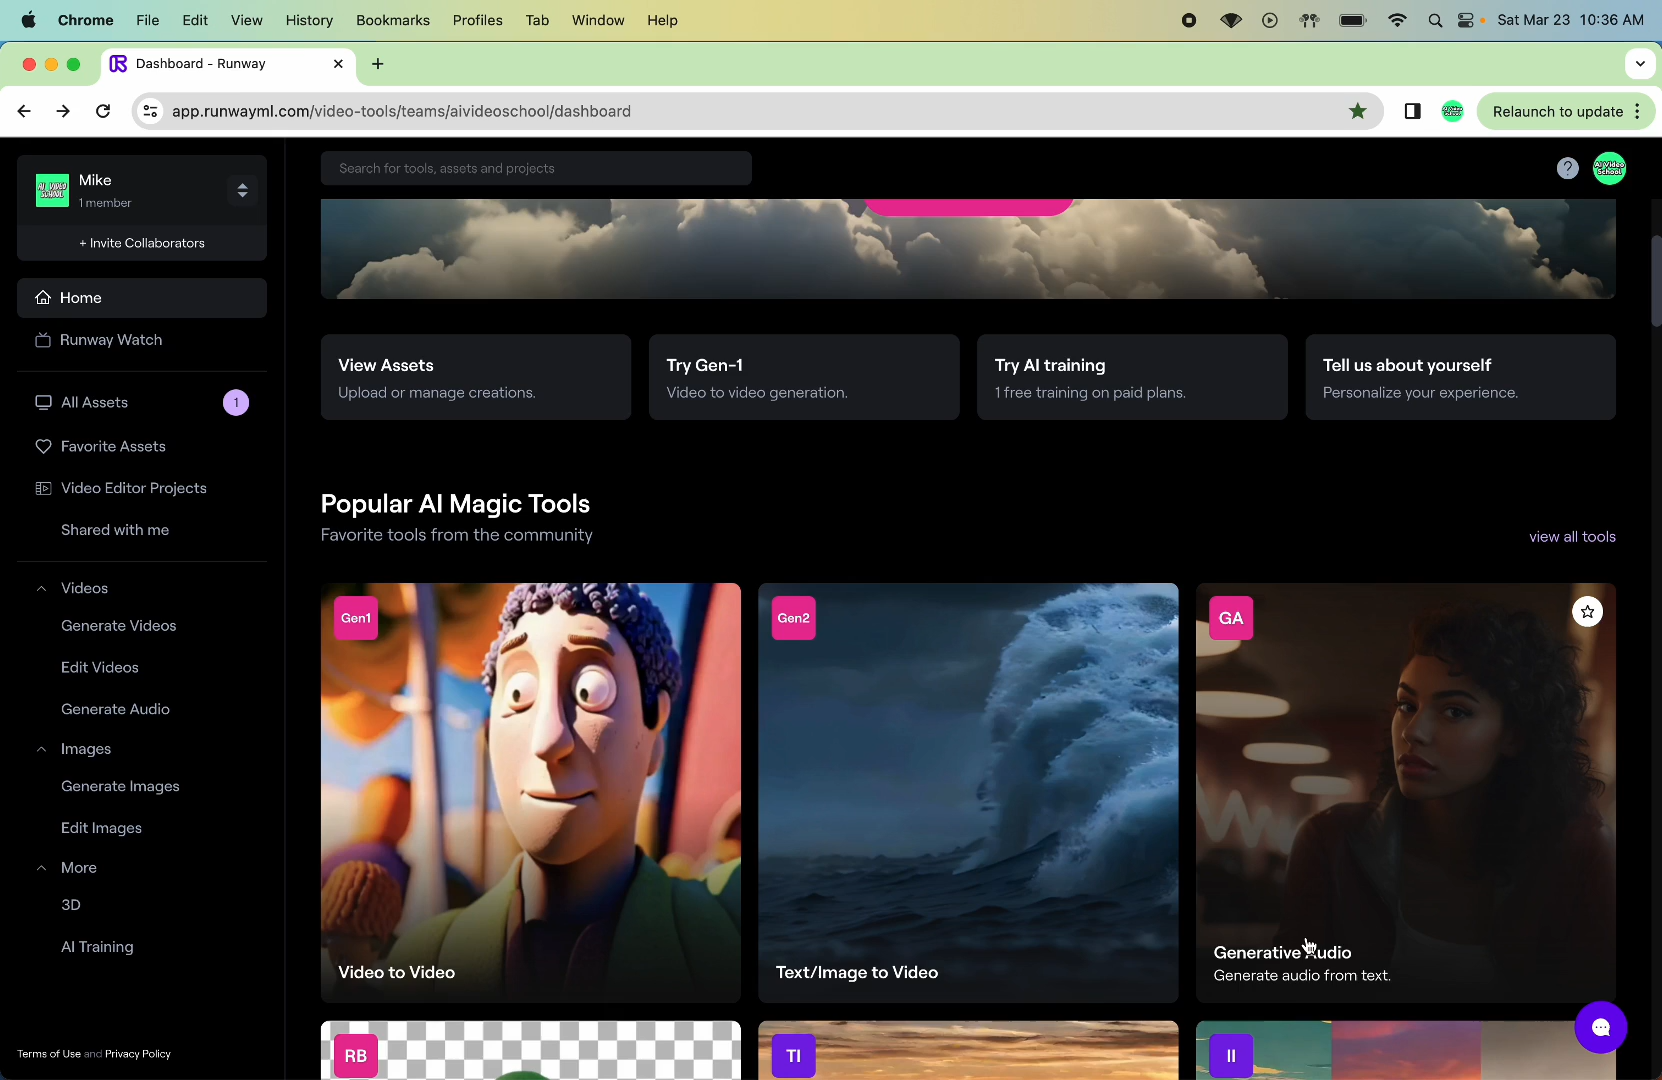 Chrome File Edit View History Bookmarks Profiles Tab Window Help Sat Mar 23 10:36 AM
Dashboard - Runway
app.runwayml.com/video-tools/teams/aivideoschool/dashboard Relaunch to update
AI VIDEO SCHOOL
Mike
1 member
+ Invite Collaborators
Home
Runway Watch
All Assets 1
Favorite Assets
Video Editor Projects
Shared with me
Videos
Generate Videos
Edit Videos
Generate Audio
Images
Generate Images
Edit Images
More
3D
AI Training
Terms of Use and Privacy Policy
Search for tools, assets and projects
?
AI Video School
View Assets
Upload or manage creations.
Try Gen-1
Video to video generation.
Try AI training
1 free training on paid plans.
Tell us about yourself
Personalize your experience.
Popular AI Magic Tools
Favorite tools from the community
view all tools
Gen1
Video to Video
Gen2
Text/Image to Video
GA
Generative Audio
Generate audio from text.
RB
TI
II